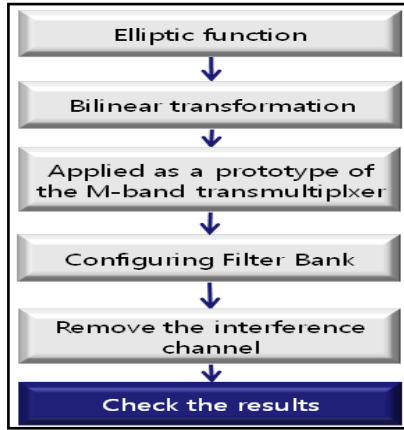 Elliptic function
Bilinear transformation
Applied as a prototype of
the M-band transmultiplxer
Configuring Filter Bank
Remove the interference
channel
Check the results